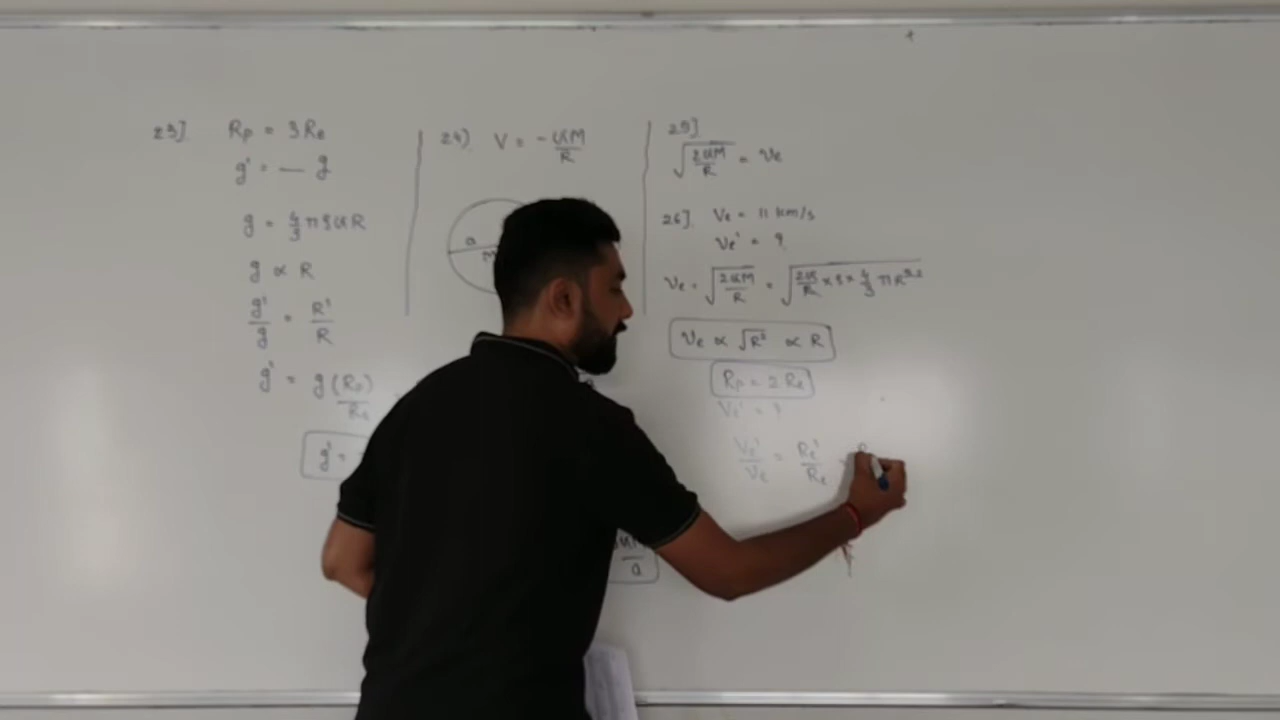 23] Rp = 3Re
g' = — g
g = 4/3 π ρ G R
g ∝ R
g'/g = R'/R
g' = g (Rp)/Re
g' =
24) V = -GM/R
a
M
a
25]
√(2GM/R) = Ve
26]. Ve = 11 km/s
Ve' = ?
Ve = √(2GM/R) = √(2G/R × ρ × 4/3 π R³·²)
Ve ∝ √R² ∝ R
Rp = 2 Re
Ve' = ?
Ve'/Ve = Re'/Re =